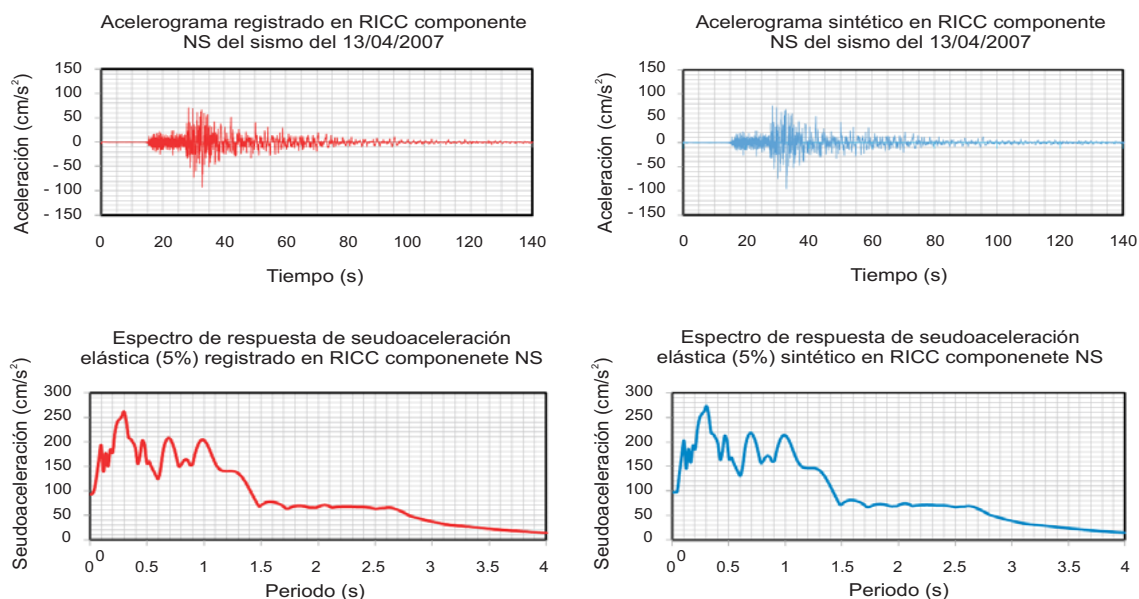 Acelerograma registrado en RICC componente
NS del sismo del 13/04/2007
Aceleración (cm/s²)
150
100
50
0
- 50
- 100
- 150
0 20 40 60 80 100 120 140
Tiempo (s)
Acelerograma sintético en RICC componente
NS del sismo del 13/04/2007
Aceleración (cm/s²)
150
100
50
0
- 50
- 100
- 150
0 20 40 60 80 100 120 140
Tiempo (s)
Espectro de respuesta de seudoaceleración
elástica (5%) registrado en RICC componenete NS
Seudoaceleración (cm/s²)
300
250
200
150
100
50
0
0 0 0.5 1 1.5 2 2.5 3 3.5 4
Periodo (s)
Espectro de respuesta de seudoaceleración
elástica (5%) sintético en RICC componenete NS
Seudoaceleración (cm/s²)
300
250
200
150
100
50
0
0 0 0.5 1 1.5 2 2.5 3 3.5 4
Periodo (s)